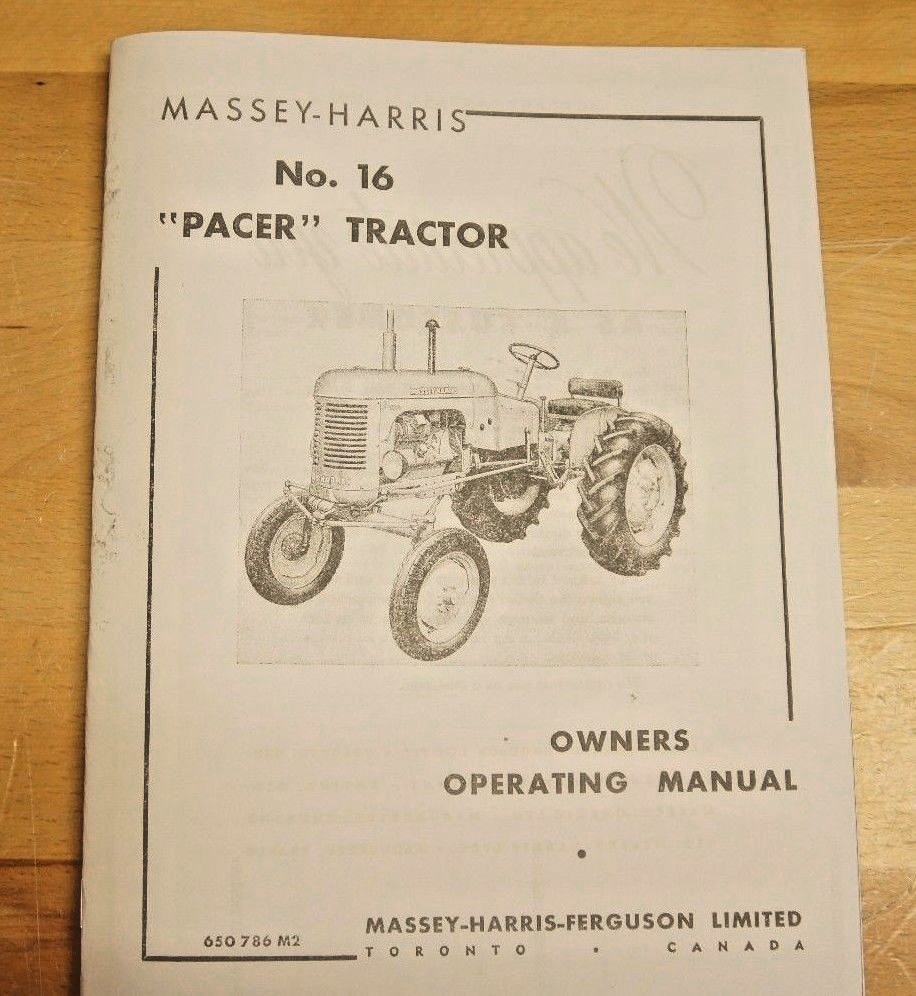 MASSEY-HARRIS
No. 16
"PACER" TRACTOR
OWNERS
OPERATING MANUAL
650 786 M2
MASSEY-HARRIS-FERGUSON LIMITED
TORONTO • CANADA